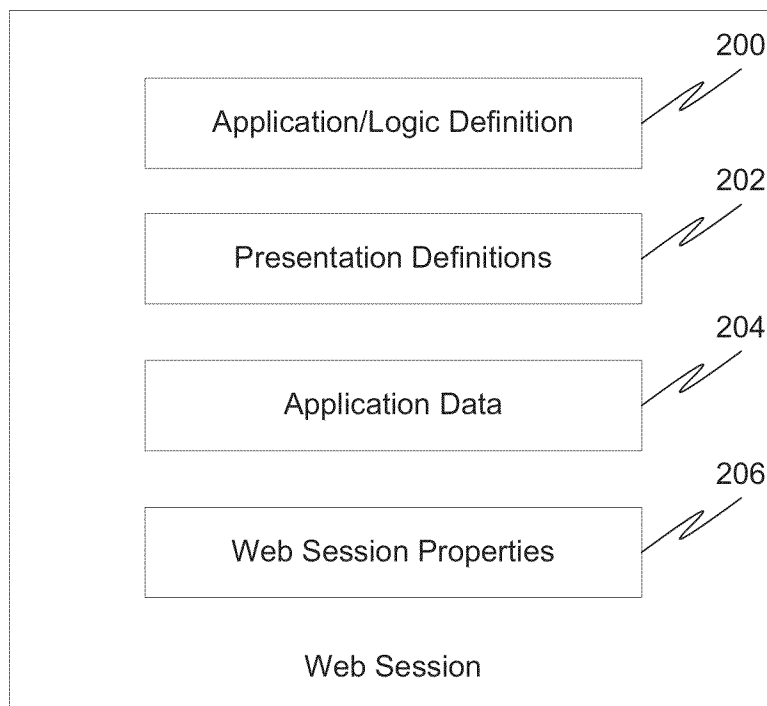 200
Application/Logic Definition
202
Presentation Definitions
204
Application Data
206
Web Session Properties
Web Session